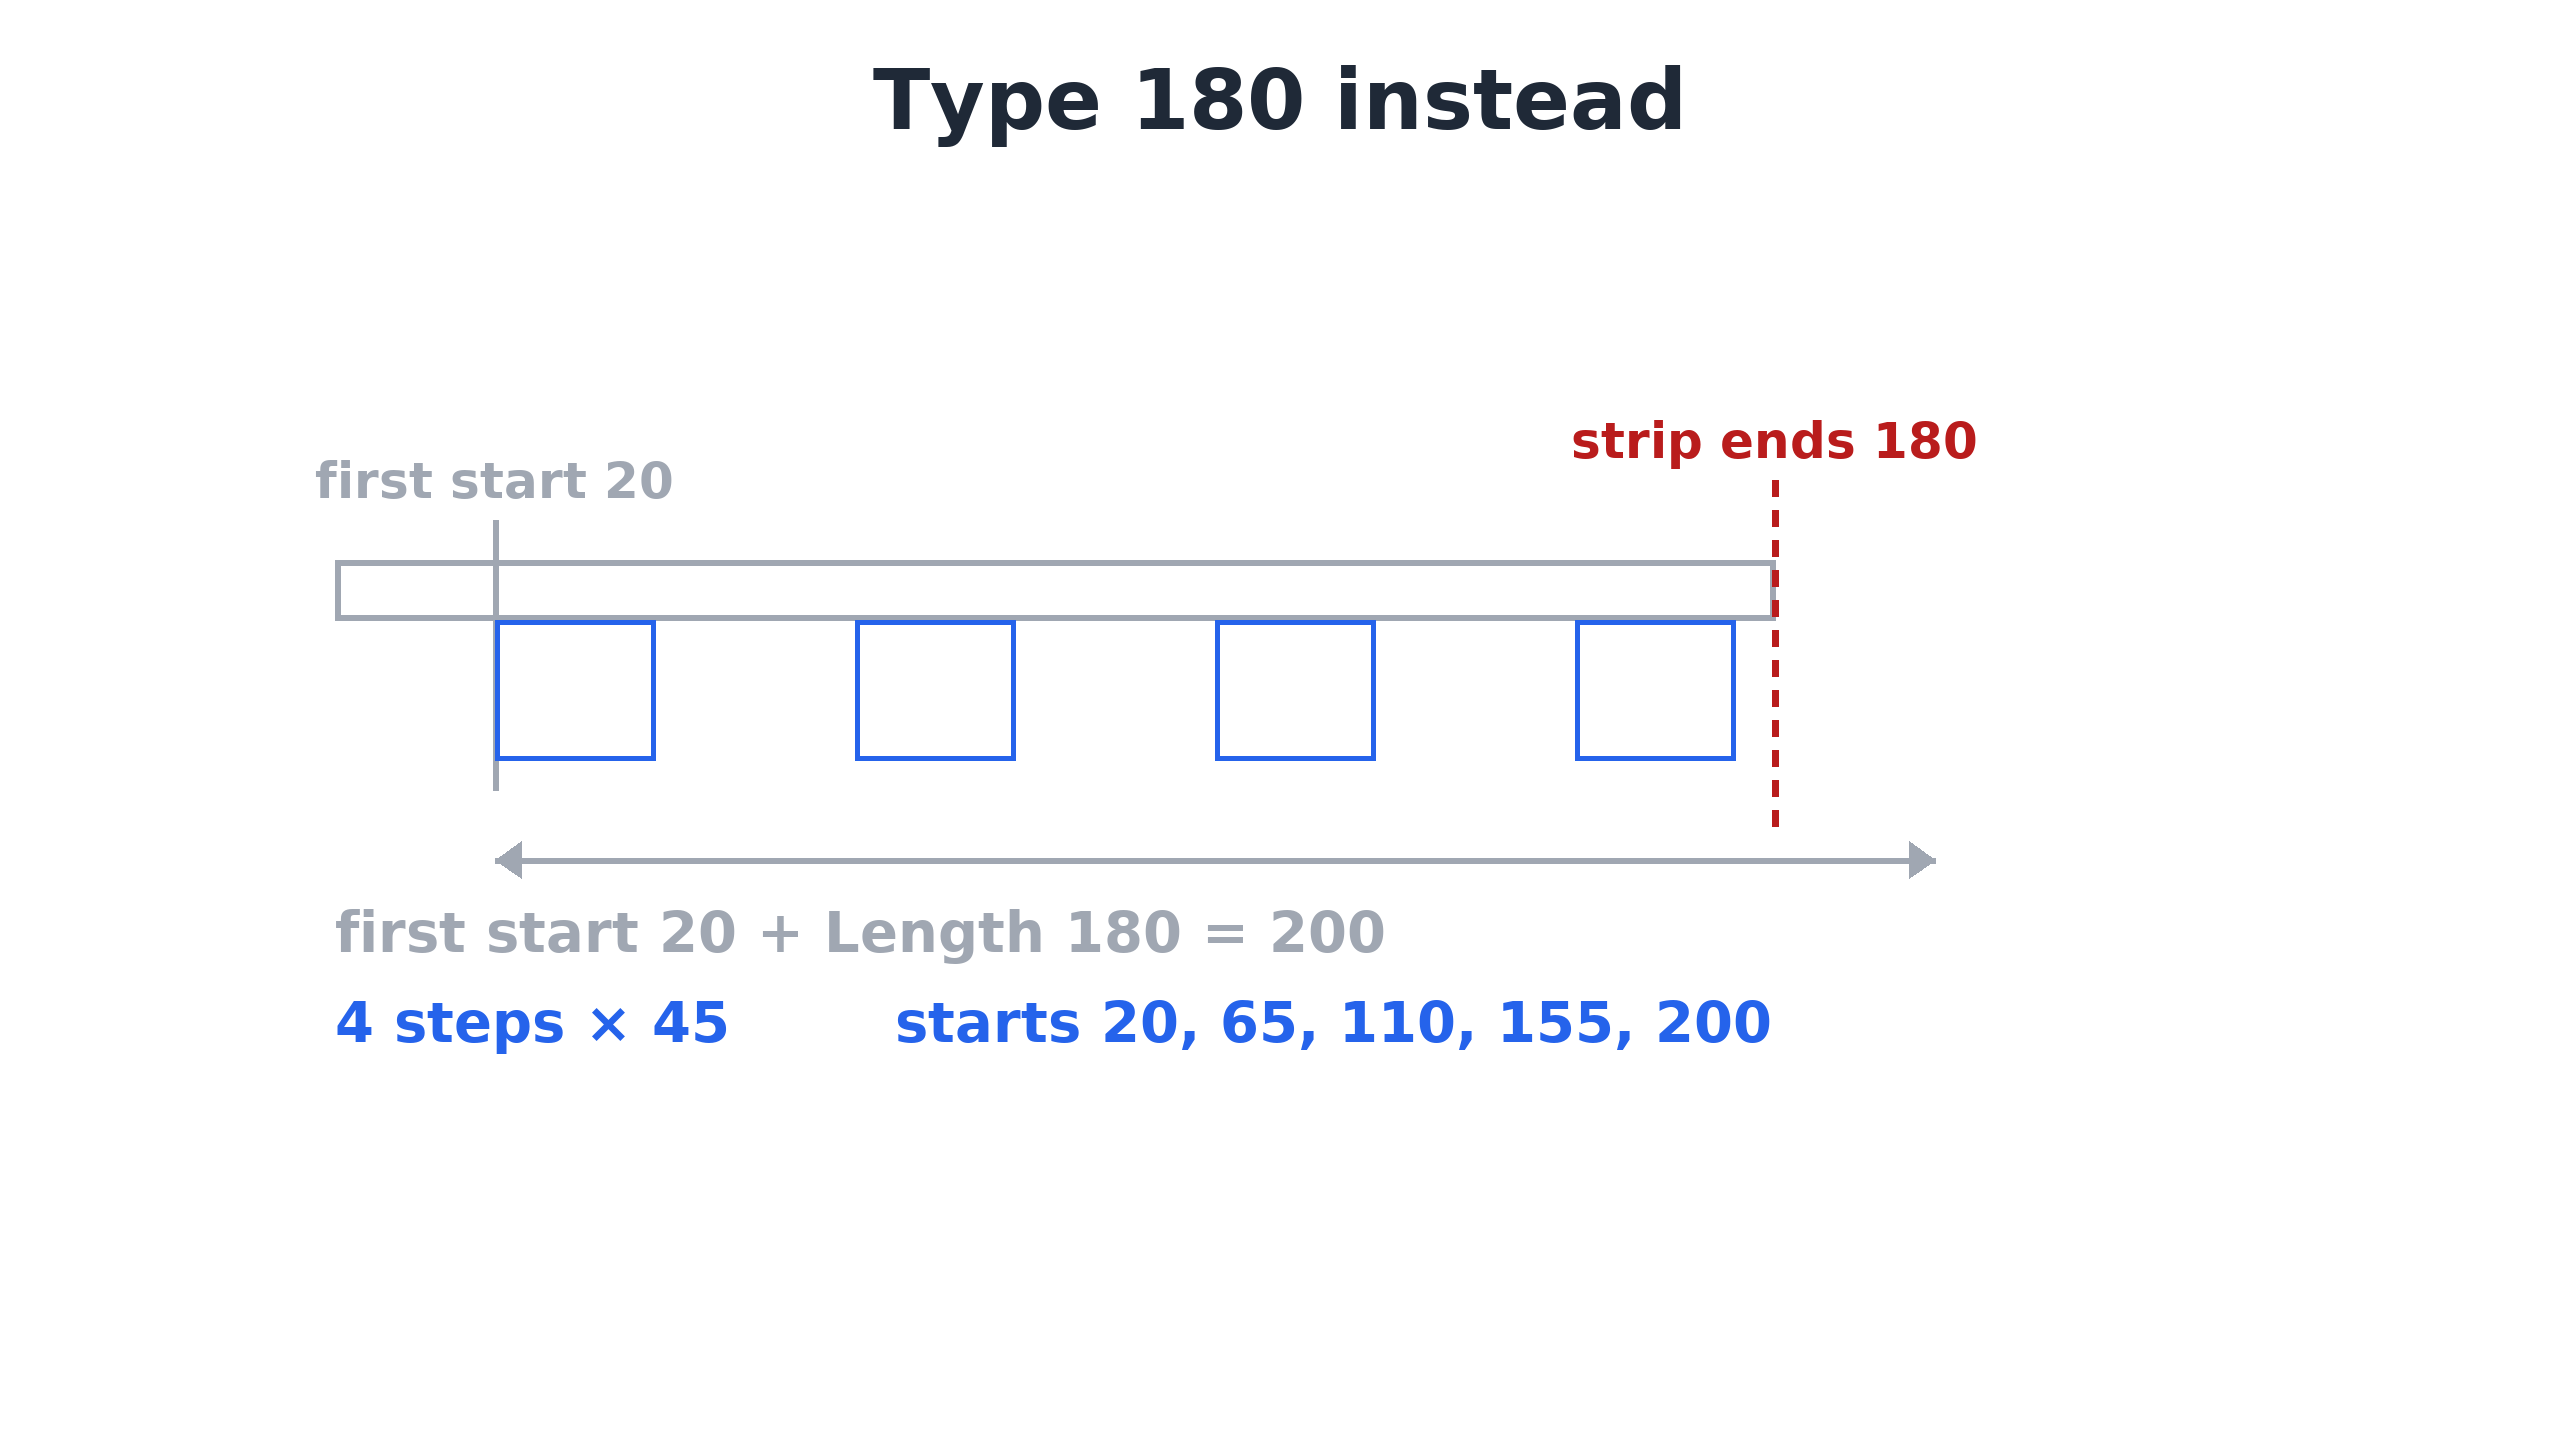 Type 180 instead
strip ends 180
first start 20
first start 20 + Length 180 = 200
4 steps × 45 starts 20, 65, 110, 155, 200